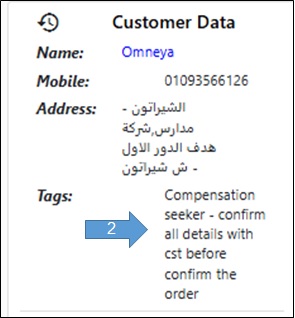 Customer Data
Name: Omneya
Mobile: 01093566126
Address: الشيراتون -
مدارس,شركة
هدف الدور الاول
- ش شيراتون
Tags: Compensation
seeker - confirm
2 all details with
cst before
confirm the
order